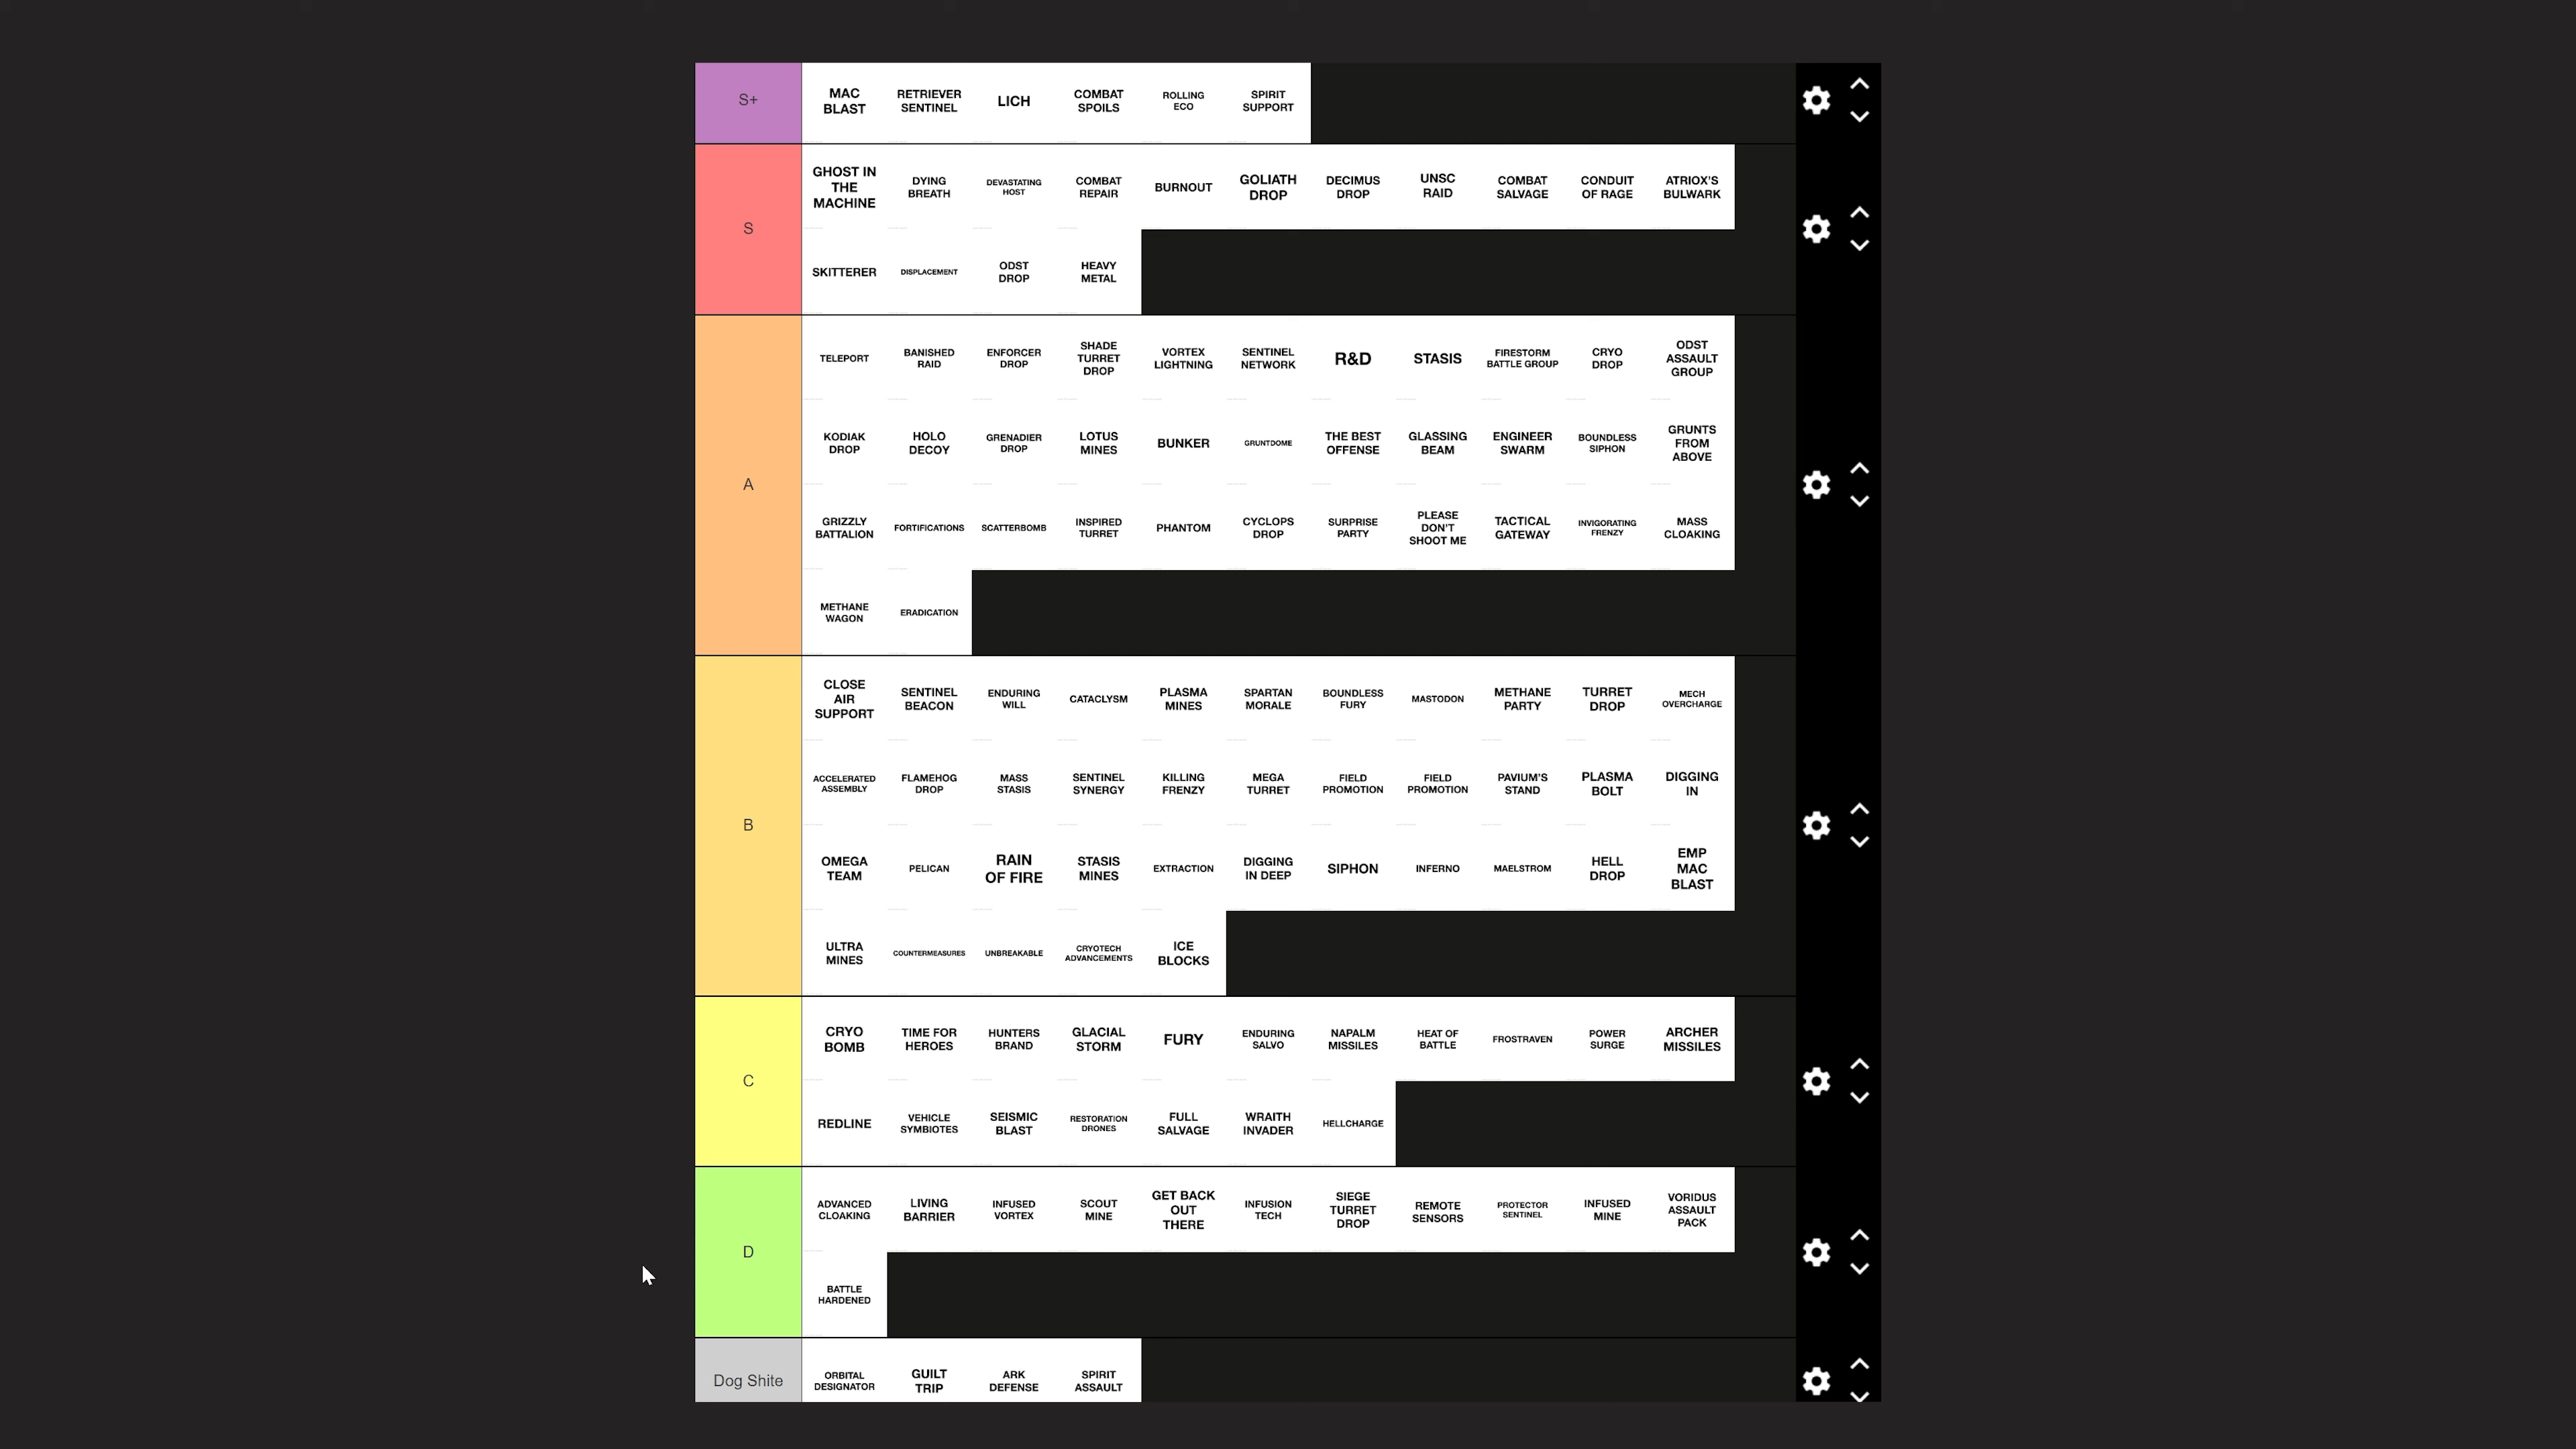 S+
MAC BLAST
RETRIEVER SENTINEL
LICH
COMBAT SPOILS
ROLLING ECO
SPIRIT SUPPORT
S
GHOST IN THE MACHINE
DYING BREATH
DEVASTATING HOST
COMBAT REPAIR
BURNOUT
GOLIATH DROP
DECIMUS DROP
UNSC RAID
COMBAT SALVAGE
CONDUIT OF RAGE
ATRIOX'S BULWARK
SKITTERER
DISPLACEMENT
ODST DROP
HEAVY METAL
A
TELEPORT
BANISHED RAID
ENFORCER DROP
SHADE TURRET DROP
VORTEX LIGHTNING
SENTINEL NETWORK
R&D
STASIS
FIRESTORM BATTLE GROUP
CRYO DROP
ODST ASSAULT GROUP
KODIAK DROP
HOLO DECOY
GRENADIER DROP
LOTUS MINES
BUNKER
GRUNTDOME
THE BEST OFFENSE
GLASSING BEAM
ENGINEER SWARM
BOUNDLESS SIPHON
GRUNTS FROM ABOVE
GRIZZLY BATTALION
FORTIFICATIONS
SCATTERBOMB
INSPIRED TURRET
PHANTOM
CYCLOPS DROP
SURPRISE PARTY
PLEASE DON'T SHOOT ME
TACTICAL GATEWAY
INVIGORATING FRENZY
MASS CLOAKING
METHANE WAGON
ERADICATION
B
CLOSE AIR SUPPORT
SENTINEL BEACON
ENDURING WILL
CATACLYSM
PLASMA MINES
SPARTAN MORALE
BOUNDLESS FURY
MASTODON
METHANE PARTY
TURRET DROP
MECH OVERCHARGE
ACCELERATED ASSEMBLY
FLAMEHOG DROP
MASS STASIS
SENTINEL SYNERGY
KILLING FRENZY
MEGA TURRET
FIELD PROMOTION
FIELD PROMOTION
PAVIUM'S STAND
PLASMA BOLT
DIGGING IN
OMEGA TEAM
PELICAN
RAIN OF FIRE
STASIS MINES
EXTRACTION
DIGGING IN DEEP
SIPHON
INFERNO
MAELSTROM
HELL DROP
EMP MAC BLAST
ULTRA MINES
COUNTERMEASURES
UNBREAKABLE
CRYOTECH ADVANCEMENTS
ICE BLOCKS
C
CRYO BOMB
TIME FOR HEROES
HUNTERS BRAND
GLACIAL STORM
FURY
ENDURING SALVO
NAPALM MISSILES
HEAT OF BATTLE
FROSTRAVEN
POWER SURGE
ARCHER MISSILES
REDLINE
VEHICLE SYMBIOTES
SEISMIC BLAST
RESTORATION DRONES
FULL SALVAGE
WRAITH INVADER
HELLCHARGE
D
ADVANCED CLOAKING
LIVING BARRIER
INFUSED VORTEX
SCOUT MINE
GET BACK OUT THERE
INFUSION TECH
SIEGE TURRET DROP
REMOTE SENSORS
PROTECTOR SENTINEL
INFUSED MINE
VORIDUS ASSAULT PACK
BATTLE HARDENED
Dog Shite
ORBITAL DESIGNATOR
GUILT TRIP
ARK DEFENSE
SPIRIT ASSAULT